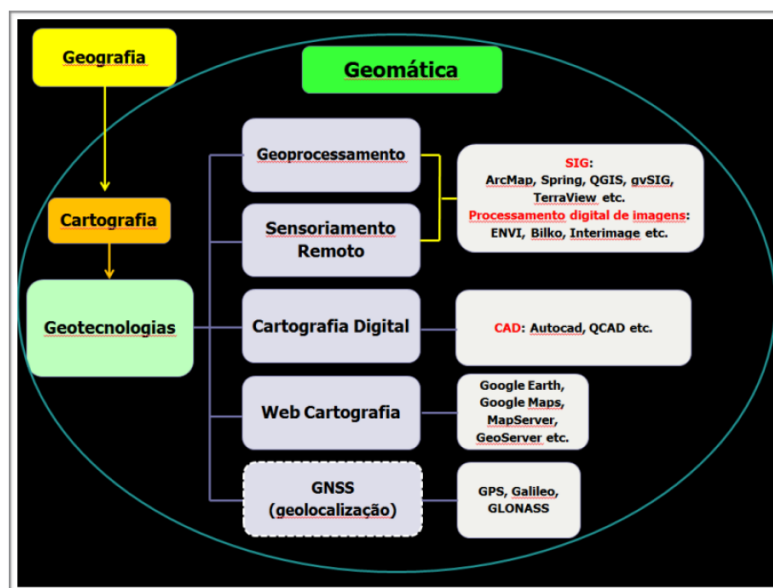 Geografia
Geomática
Cartografia
Geotecnologias
Geoprocessamento
Sensoriamento
Remoto
SIG:
ArcMap, Spring, QGIS, gvSIG,
TerraView etc.
Processamento digital de imagens:
ENVI, Bilko, Interimage etc.
Cartografia Digital
CAD: Autocad, QCAD etc.
Web Cartografia
Google Earth,
Google Maps,
MapServer,
GeoServer etc.
GNSS
(geolocalização)
GPS, Galileo,
GLONASS